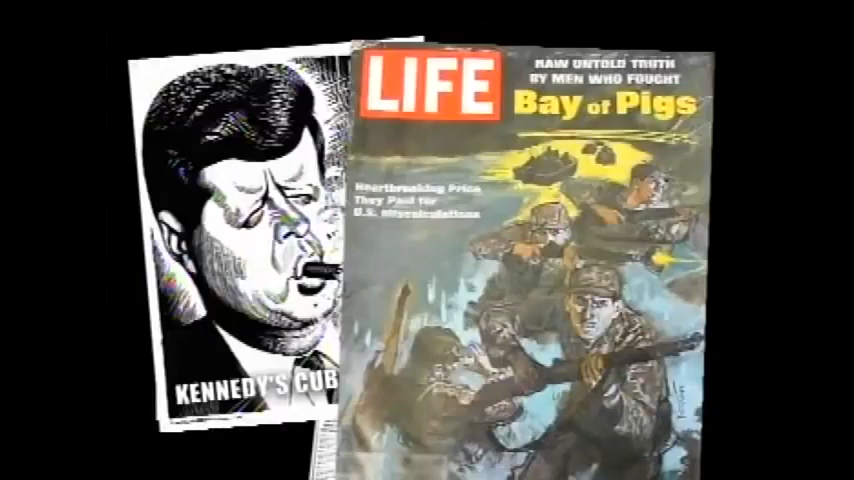 LIFE
RAW UNTOLD TRUTH
BY MEN WHO FOUGHT
Bay of Pigs
Heartbreaking Price
They Paid for
U.S. Miscalculations
KENNEDY'S CUB